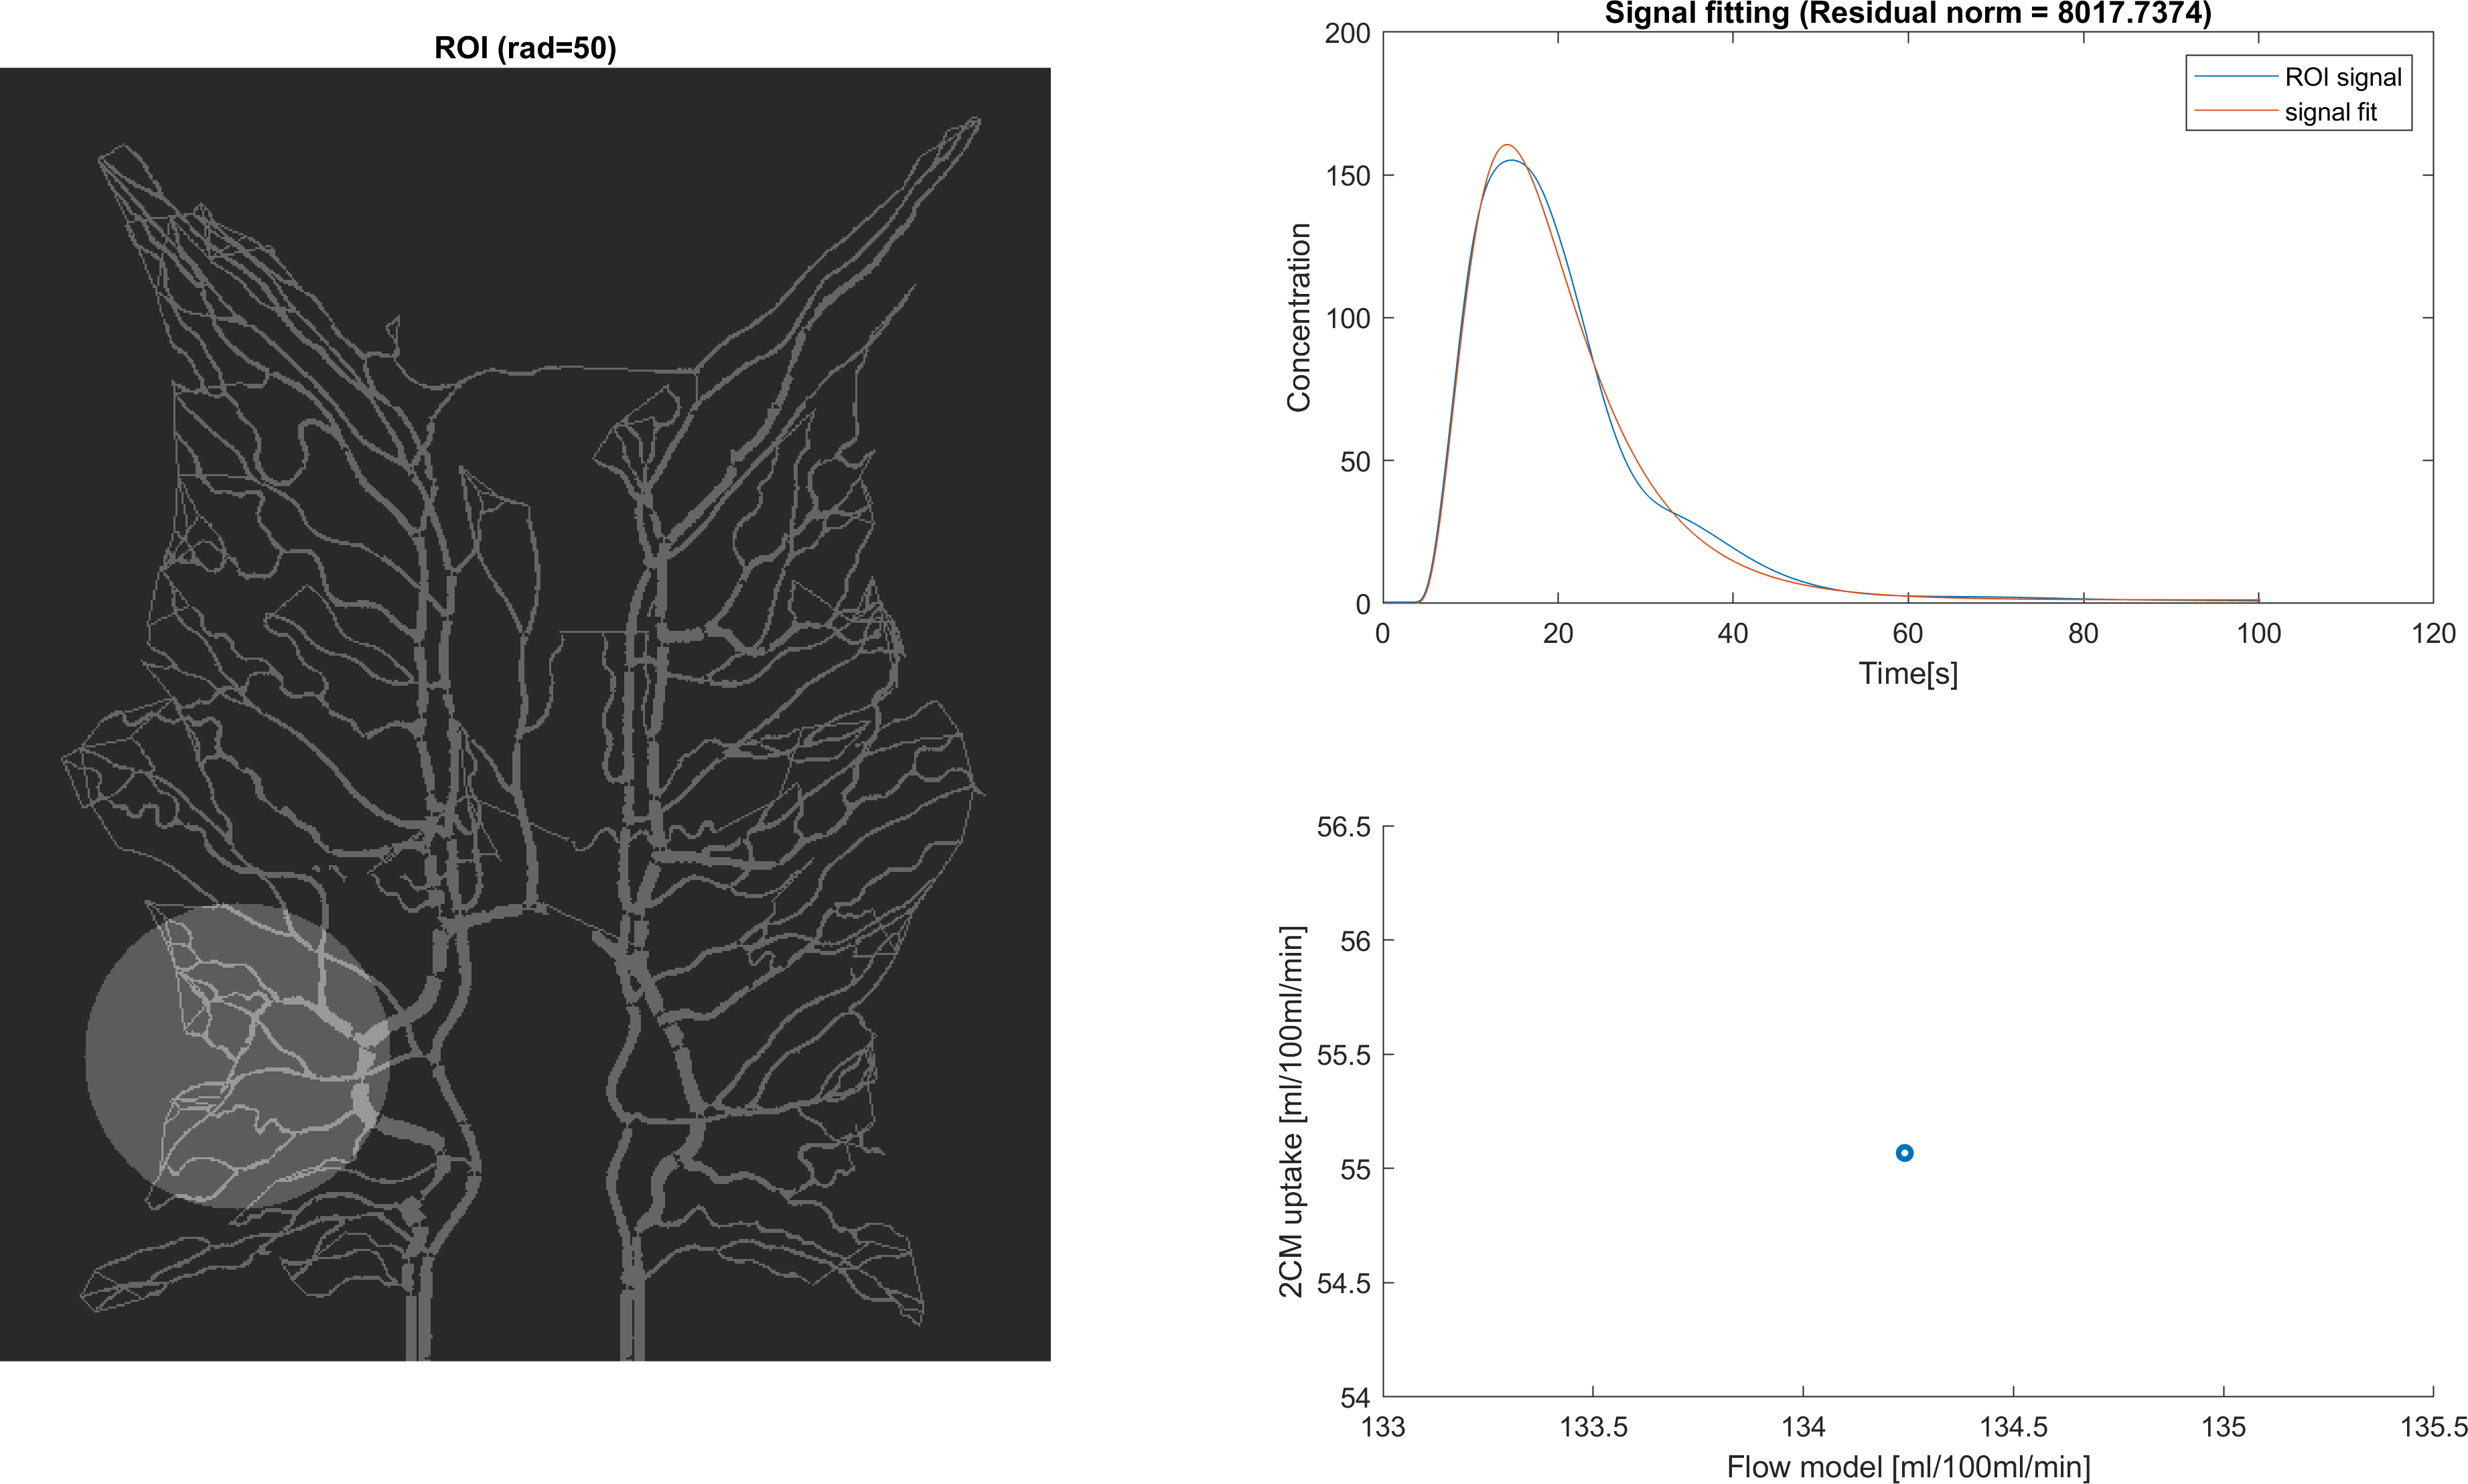 ROI (rad=50)
Signal fitting (Residual norm = 8017.7374)
200
150
100
50
0
Concentration
ROI signal
signal fit
0 20 40 60 80 100 120
Time[s]
56.5
56
55.5
55
54.5
54
2CM uptake [ml/100ml/min]
133 133.5 134 134.5 135 135.5
Flow model [ml/100ml/min]